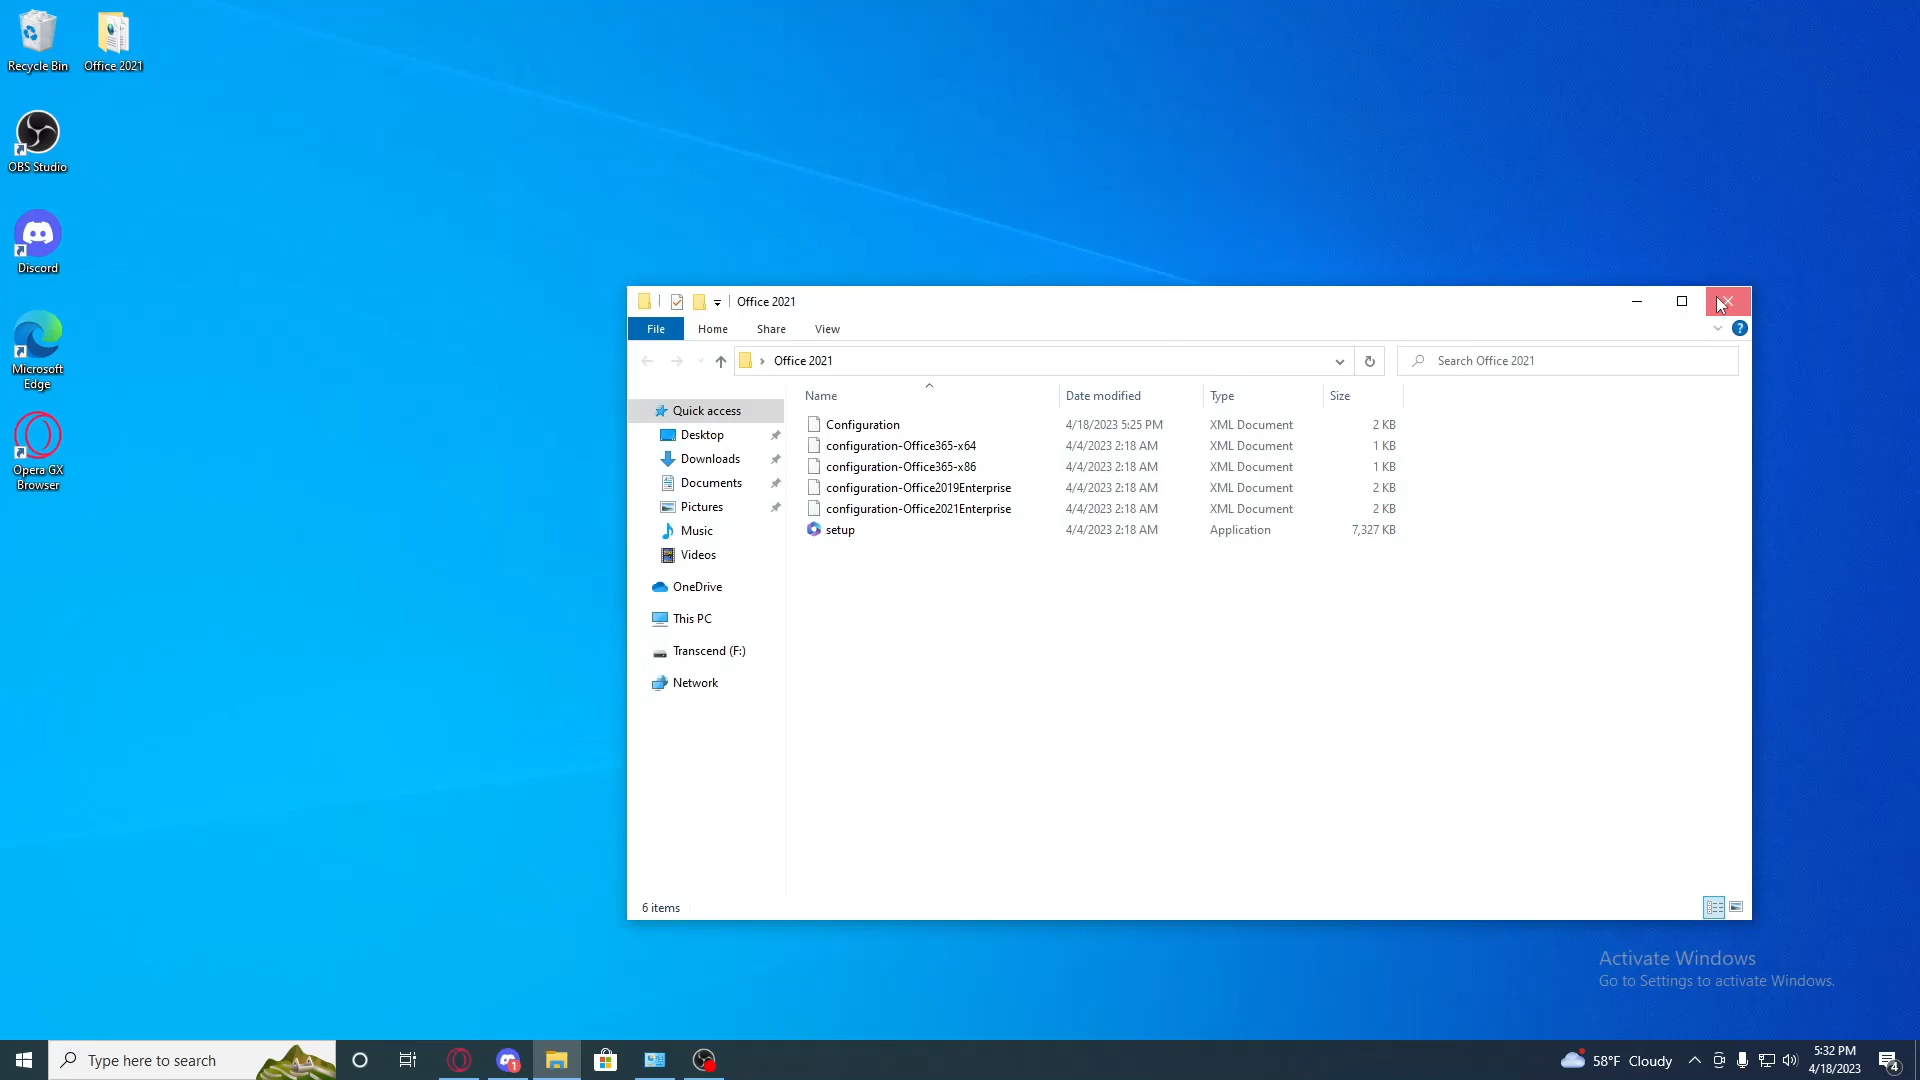 Recycle Bin
Office 2021
OBS Studio
Discord
Microsoft
Edge
Opera GX
Browser
Office 2021
File Home Share View
Office 2021
Search Office 2021
Name Date modified Type Size
Quick access
Desktop
Downloads
Documents
Pictures
Music
Videos
OneDrive
This PC
Transcend (F:)
Network
Configuration 4/18/2023 5:25 PM XML Document 2 KB
configuration-Office365-x64 4/4/2023 2:18 AM XML Document 1 KB
configuration-Office365-x86 4/4/2023 2:18 AM XML Document 1 KB
configuration-Office2019Enterprise 4/4/2023 2:18 AM XML Document 2 KB
configuration-Office2021Enterprise 4/4/2023 2:18 AM XML Document 2 KB
setup 4/4/2023 2:18 AM Application 7,327 KB
6 items
Activate Windows
Go to Settings to activate Windows.
Type here to search
1
58°F Cloudy
5:32 PM
4/18/2023
4